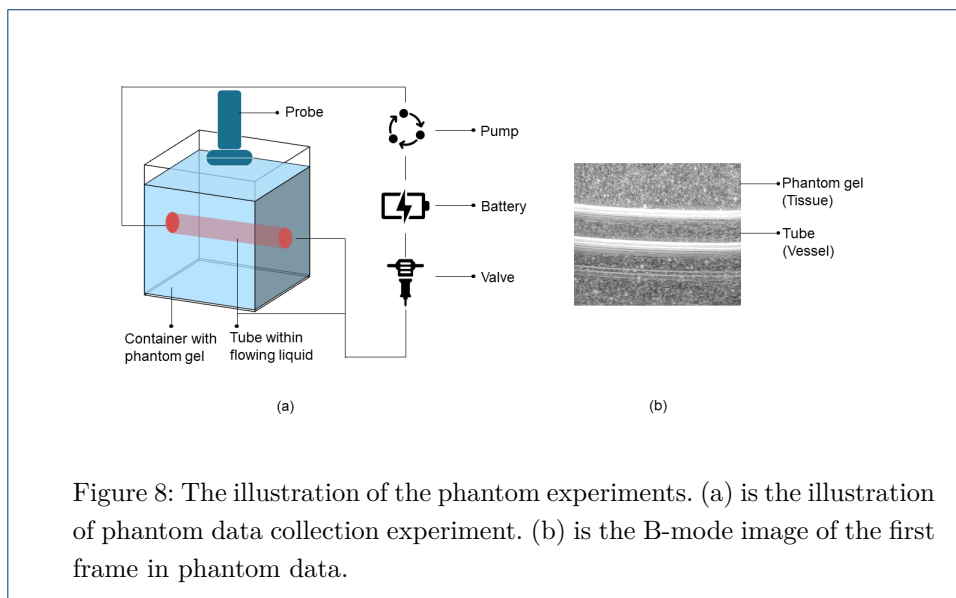 Probe
Pump
Battery
Valve
Container with
phantom gel
Tube within
flowing liquid
(a)
Phantom gel
(Tissue)
Tube
(Vessel)
(b)
Figure 8: The illustration of the phantom experiments. (a) is the illustration
of phantom data collection experiment. (b) is the B-mode image of the first
frame in phantom data.